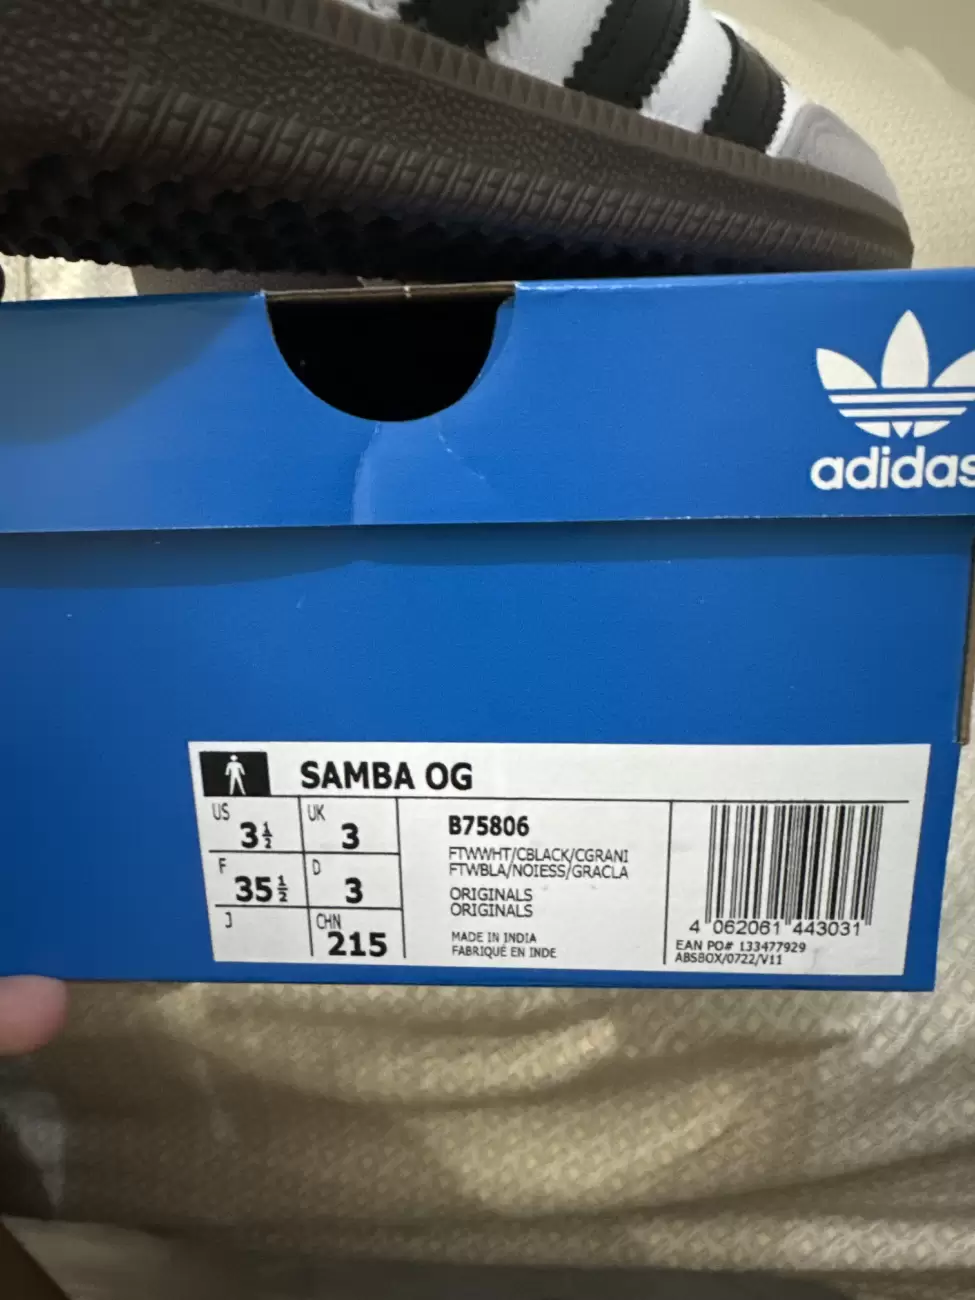 adidas
SAMBA OG
US 3½
UK 3
F 35½
D 3
J
CHN 215
B75806
FTWWHT/CBLACK/CGRANI
FTWBLA/NOIESS/GRACLA
ORIGINALS
ORIGINALS
MADE IN INDIA
FABRIQUÉ EN INDE
4 062061 443031
EAN PO# 133477929
ABSBOX/0722/V11